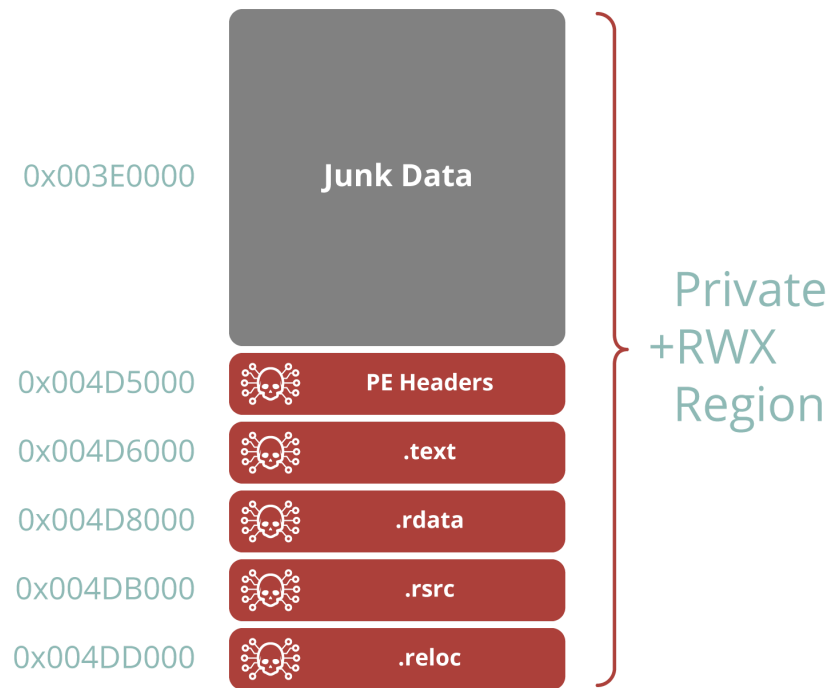 0x003E0000
Junk Data
0x004D5000
PE Headers
0x004D6000
.text
0x004D8000
.rdata
0x004DB000
.rsrc
0x004DD000
.reloc
Private
+RWX
Region